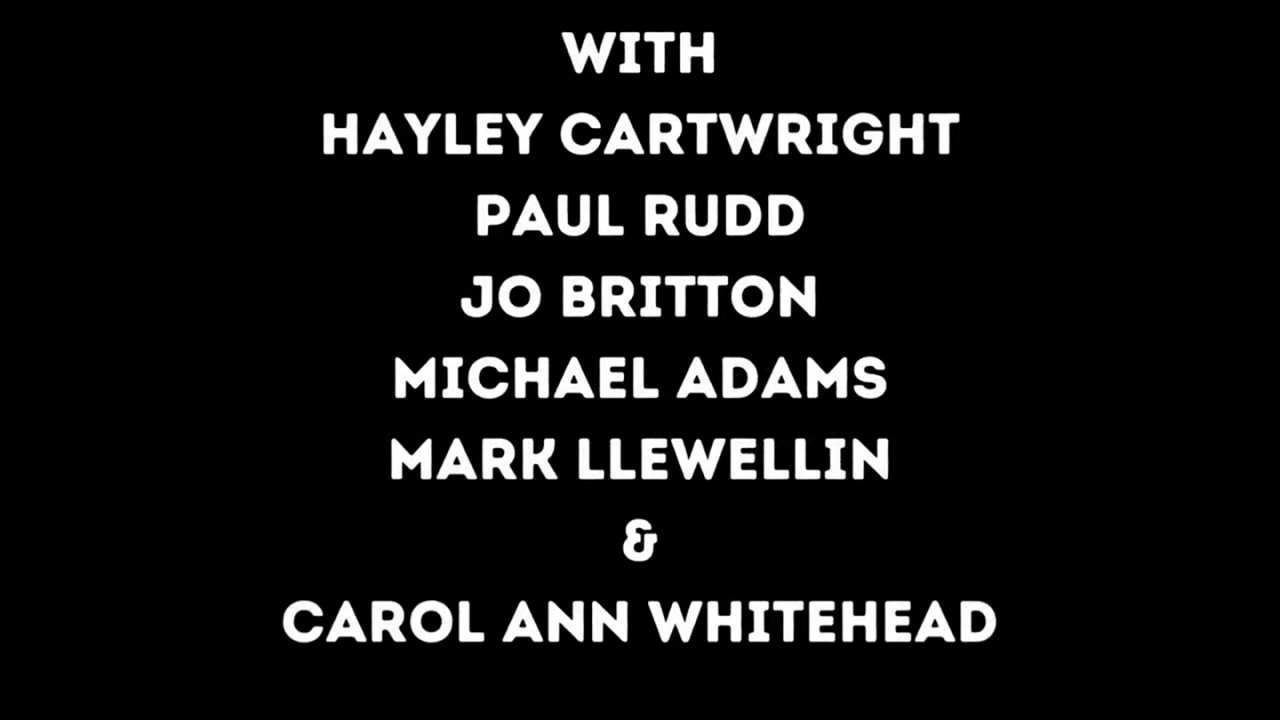 WITH
HAYLEY CARTWRIGHT
PAUL RUDD
JO BRITTON
MICHAEL ADAMS
MARK LLEWELLIN
&
CAROL ANN WHITEHEAD